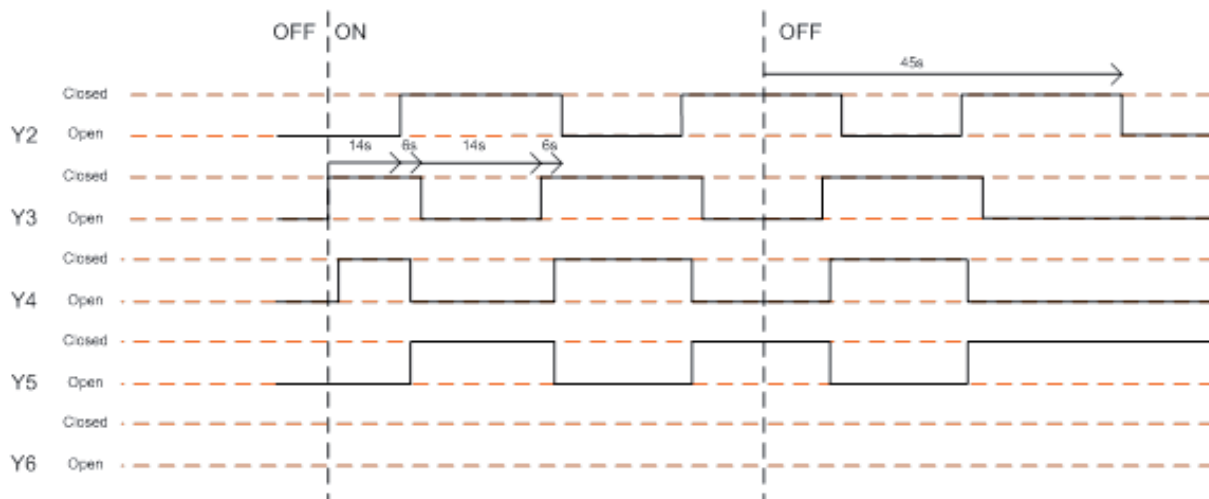 OFF ON OFF
45s
Closed
Y2 Open
14s 6s 14s 6s
Closed
Y3 Open
Closed
Y4 Open
Closed
Y5 Open
Closed
Y6 Open